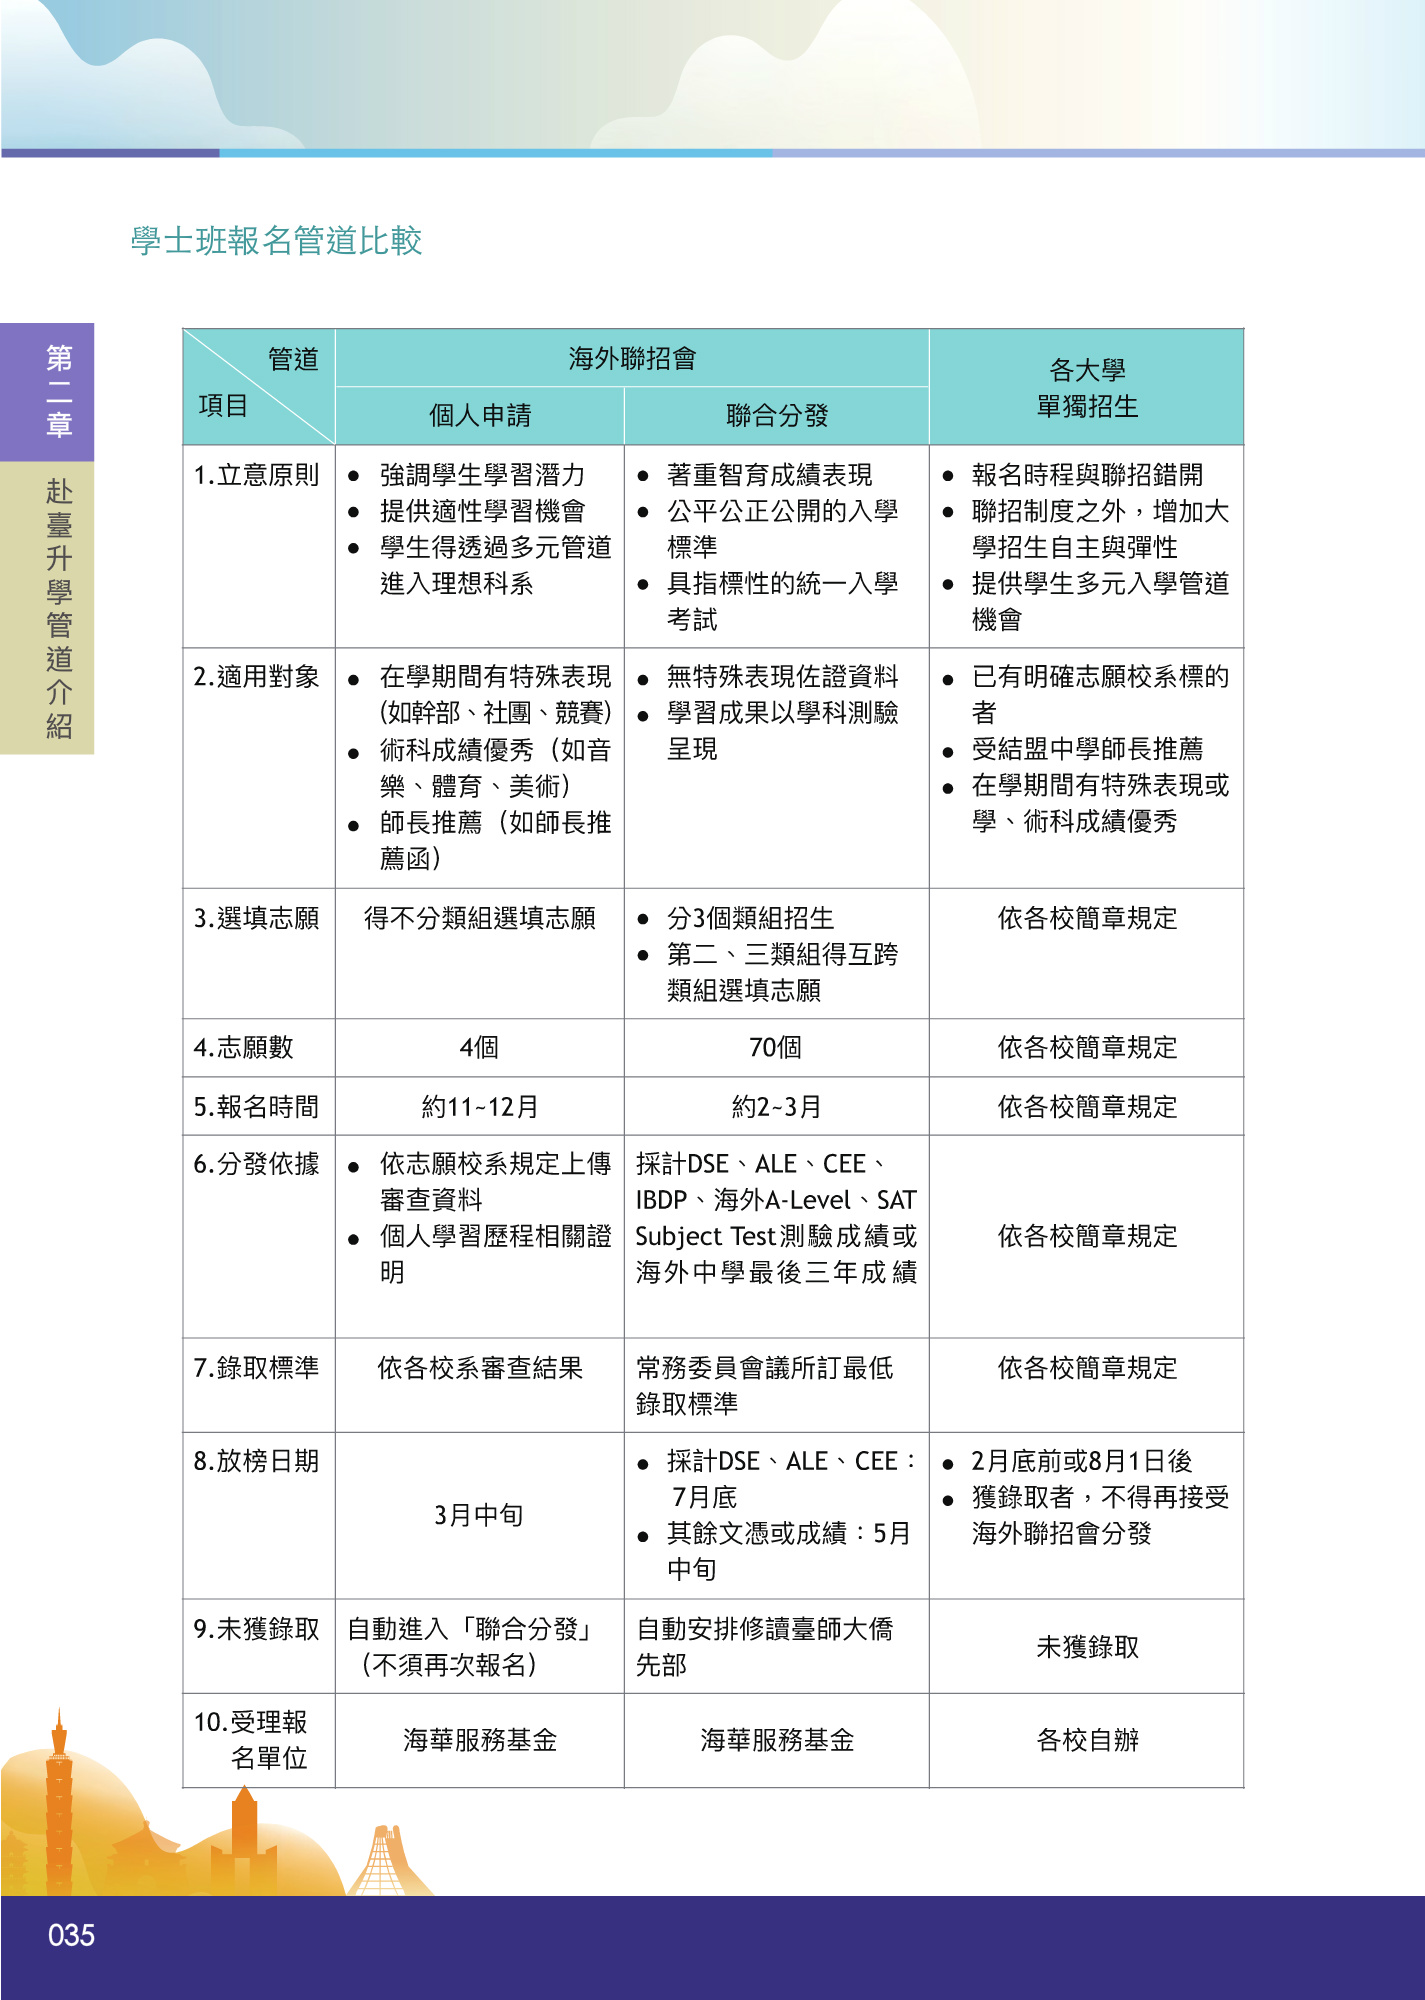 學士班報名管道比較
第二章
赴臺升學管道介紹
管道
項目
海外聯招會
個人申請
聯合分發
各大學
單獨招生
1.立意原則
● 強調學生學習潛力
● 提供適性學習機會
● 學生得透過多元管道
進入理想科系
● 著重智育成績表現
● 公平公正公開的入學
標準
● 具指標性的統一入學
考試
● 報名時程與聯招錯開
● 聯招制度之外，增加大
學招生自主與彈性
● 提供學生多元入學管道
機會
2.適用對象
● 在學期間有特殊表現
(如幹部、社團、競賽)
● 術科成績優秀（如音
樂、體育、美術）
● 師長推薦（如師長推
薦函）
● 無特殊表現佐證資料
● 學習成果以學科測驗
呈現
● 已有明確志願校系標的
者
● 受結盟中學師長推薦
● 在學期間有特殊表現或
學、術科成績優秀
3.選填志願
得不分類組選填志願
● 分3個類組招生
● 第二、三類組得互跨
類組選填志願
依各校簡章規定
4.志願數
4個
70個
依各校簡章規定
5.報名時間
約11~12月
約2~3月
依各校簡章規定
6.分發依據
● 依志願校系規定上傳
審查資料
● 個人學習歷程相關證
明
採計DSE、ALE、CEE、
IBDP、海外A-Level、SAT
Subject Test測驗成績或
海外中學最後三年成績
依各校簡章規定
7.錄取標準
依各校系審查結果
常務委員會議所訂最低
錄取標準
依各校簡章規定
8.放榜日期
3月中旬
● 採計DSE、ALE、CEE：
7月底
● 其餘文憑或成績：5月
中旬
● 2月底前或8月1日後
● 獲錄取者，不得再接受
海外聯招會分發
9.未獲錄取
自動進入「聯合分發」
（不須再次報名）
自動安排修讀臺師大僑
先部
未獲錄取
10.受理報
名單位
海華服務基金
海華服務基金
各校自辦
035